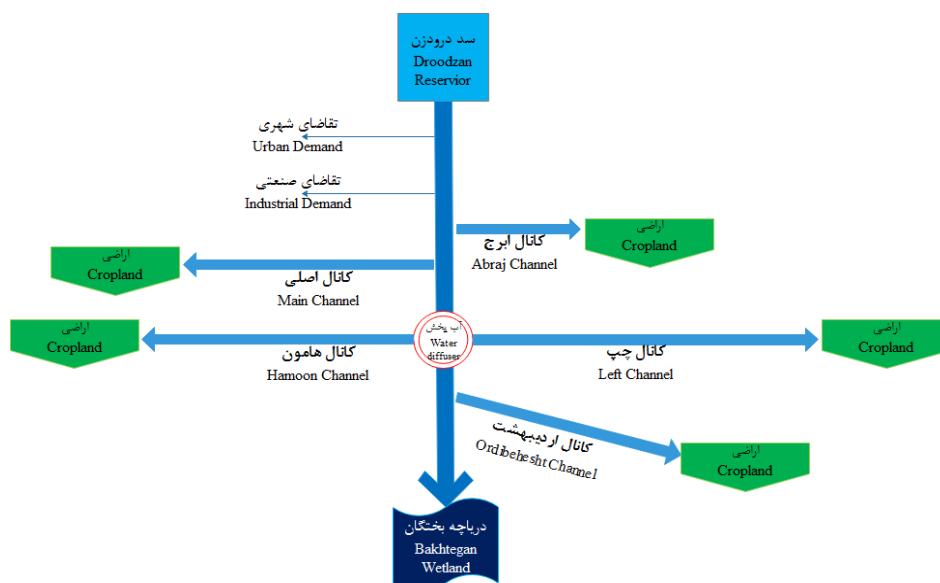 سد درودزن
Droodzan
Reservior
تقاضای شهری
Urban Demand
تقاضای صنعتی
Industrial Demand
کانال ابرج
Abraj Channel
اراضی
Cropland
کانال اصلی
Main Channel
اراضی
Cropland
آب پخش
Water
diffuser
کانال هامون
Hamoon Channel
اراضی
Cropland
کانال چپ
Left Channel
اراضی
Cropland
کانال اردیبهشت
Ordibehesht Channel
اراضی
Cropland
دریاچه بختگان
Bakhtegan
Wetland